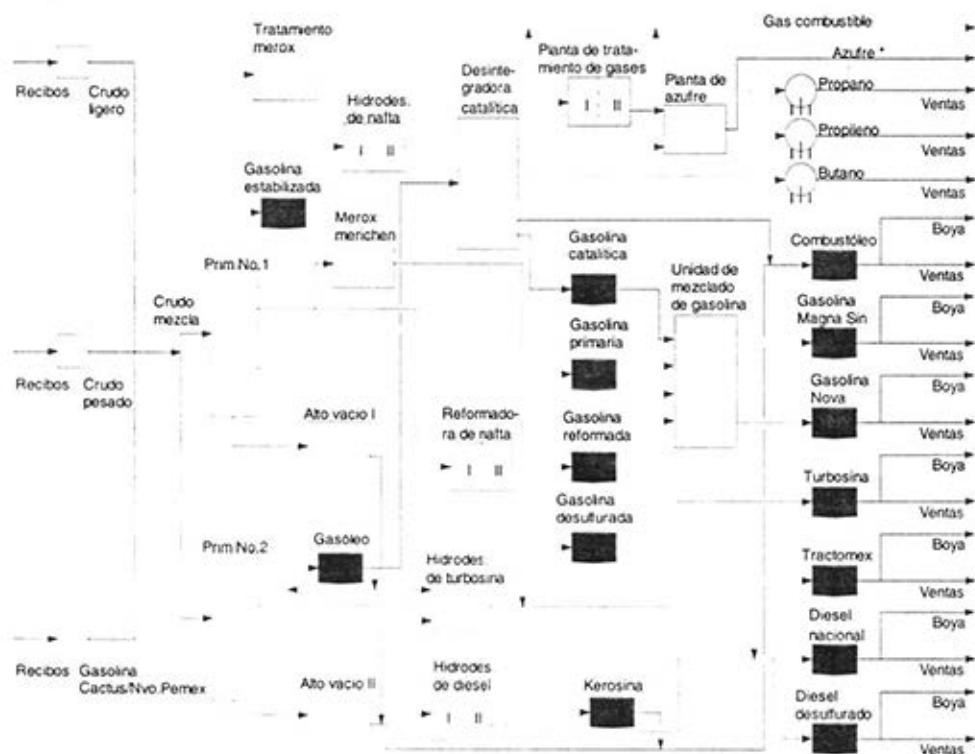 Tratamiento
merox
Gas combustible
Planta de trata-
miento de gases
Desinte-
gradora
catalítica
Azufre *
Planta de
azufre
Propano
Recibos
Crudo
ligero
Hidrodes.
de nafta
Ventas
I II
I II
Propileno
Ventas
Gasolina
estabilizada
Butano
Ventas
Merox
merichen
Gasolina
catalítica
Boya
Combustóleo
Prim No.1
Unidad de
mezclado
de gasolina
Ventas
Crudo
mezcla
Gasolina
Magna Sin
Boya
Gasolina
primaria
Ventas
Recibos
Crudo
pesado
Gasolina
Nova
Boya
Alto vacio I
Reformado-
ra de nafta
Gasolina
reformada
Ventas
I II
Boya
Turbosina
Gasolina
desulfurada
Ventas
Prim No.2
Gasóleo
Boya
Hidrodes.
de turbosina
Tractomex
Ventas
Diesel
nacional
Boya
Recibos
Gasolina
Cactus/Nvo.Pemex
Alto vacio II
Hidrodes
de diesel
Kerosina
Ventas
Diesel
desulfurado
Boya
I II
Ventas